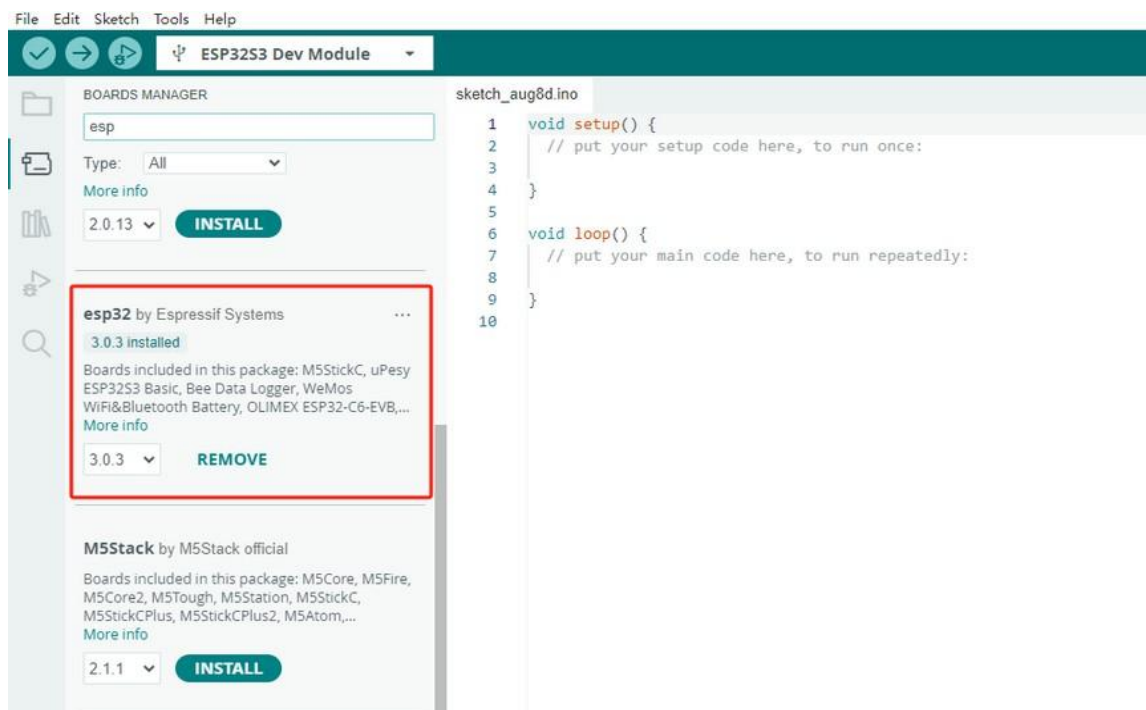 File Edit Sketch Tools Help
ESP32S3 Dev Module
BOARDS MANAGER
esp
Type: All
More info
2.0.13 INSTALL
esp32 by Espressif Systems
3.0.3 installed
Boards included in this package: M5StickC, uPesy
ESP32S3 Basic, Bee Data Logger, WeMos
WiFi&Bluetooth Battery, OLIMEX ESP32-C6-EVB,...
More info
3.0.3 REMOVE
M5Stack by M5Stack official
Boards included in this package: M5Core, M5Fire,
M5Core2, M5Tough, M5Station, M5StickC,
M5StickCPlus, M5StickCPlus2, M5Atom,...
More info
2.1.1 INSTALL
sketch_aug8d.ino
1 void setup() {
2 // put your setup code here, to run once:
3
4 }
5
6 void loop() {
7 // put your main code here, to run repeatedly:
8
9 }
10